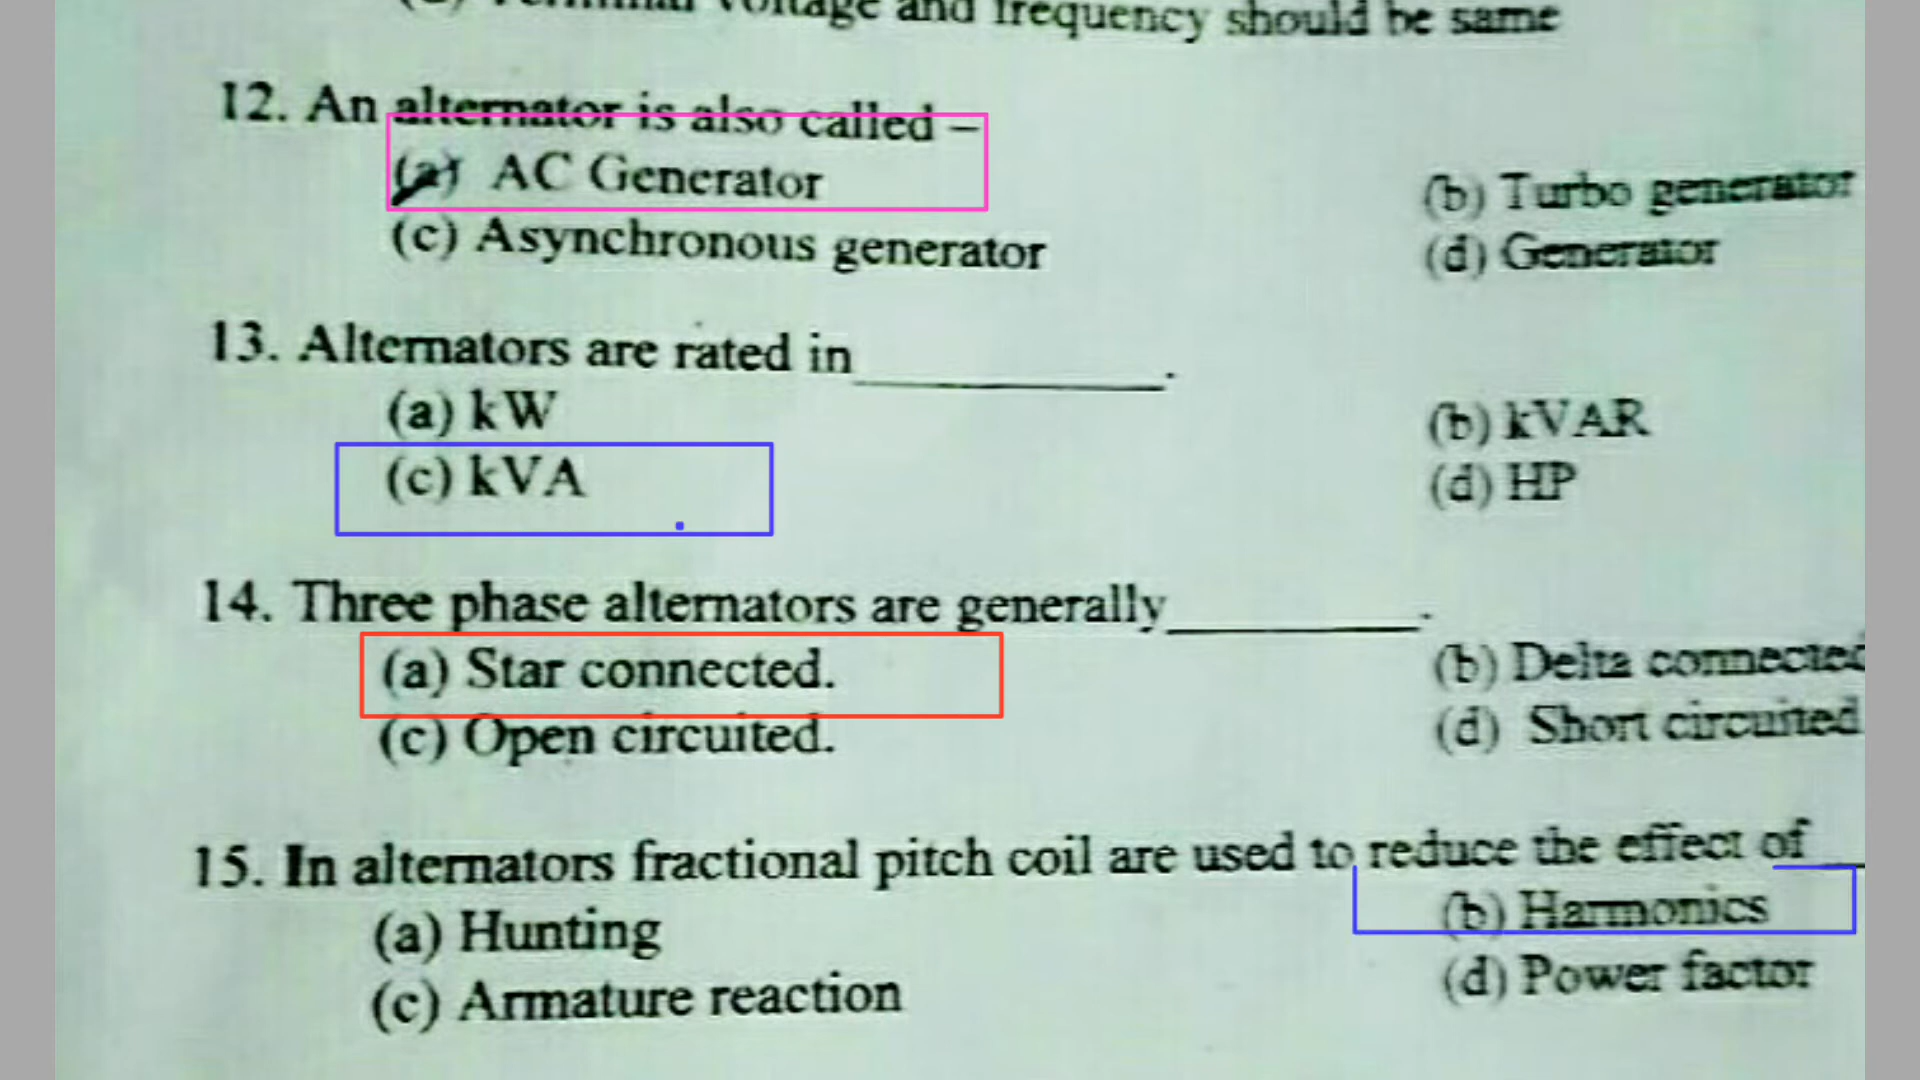 Terminal voltage and frequency should be same
12. An alternator is also called –
(a) AC Generator
(b) Turbo generator
(c) Asynchronous generator
(d) Generator
13. Alternators are rated in __________.
(a) kW
(b) kVAR
(c) kVA
(d) HP
14. Three phase alternators are generally________.
(a) Star connected.
(b) Delta connected
(c) Open circuited.
(d) Short circuited
15. In alternators fractional pitch coil are used to reduce the effect of __
(a) Hunting
(b) Harmonics
(c) Armature reaction
(d) Power factor